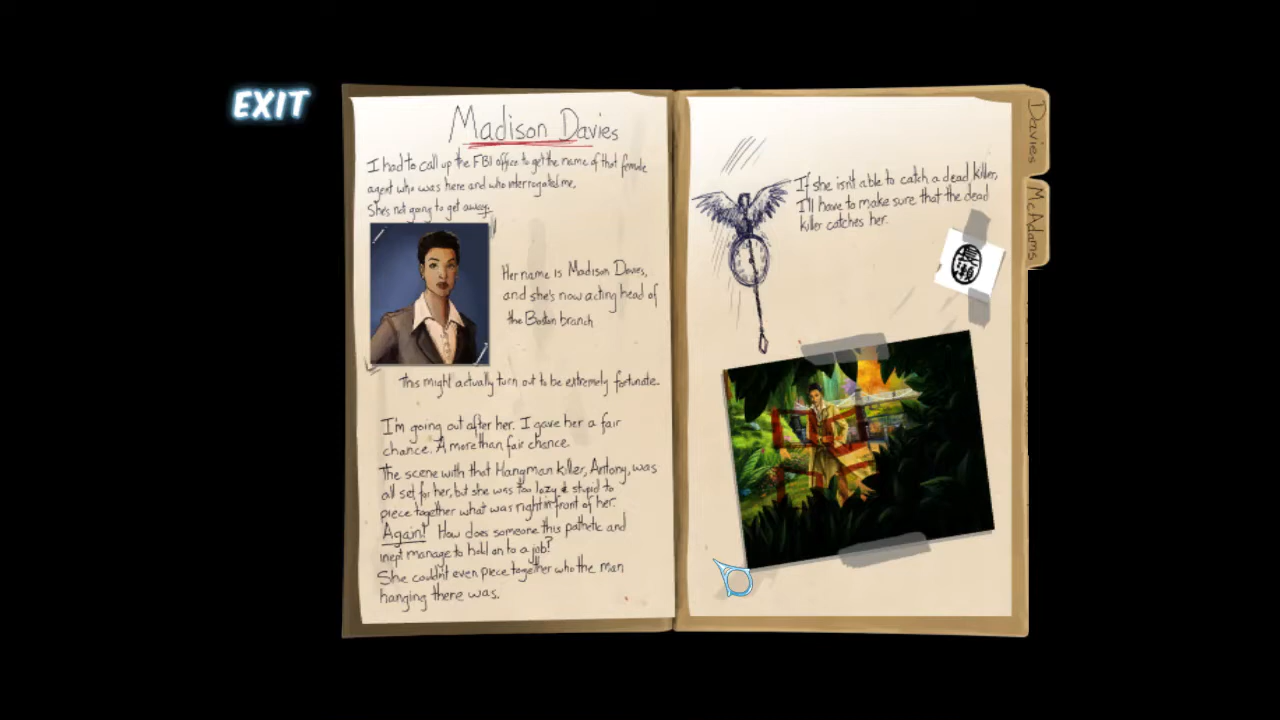 EXIT
Madison Davies
I had to call up the FBI office to get the name of that female
agent who was here and who interrogated me.
She's not going to get away.
Her name is Madison Davies,
and she's now acting head of
the Boston branch
This might actually turn out to be extremely fortunate.
I'm going out after her. I gave her a fair
chance. A more than fair chance.
The scene with that Hangman killer, Antony, was
all set for her, but she was too lazy & stupid to
piece together what was right in front of her.
Again! How does someone this pathetic and
inept manage to hold on to a job?
She couldn't even piece together who the man
hanging there was.
If she isn't able to catch a dead killer,
I'll have to make sure that the dead
killer catches her.
長瀬
Davies
McAdams